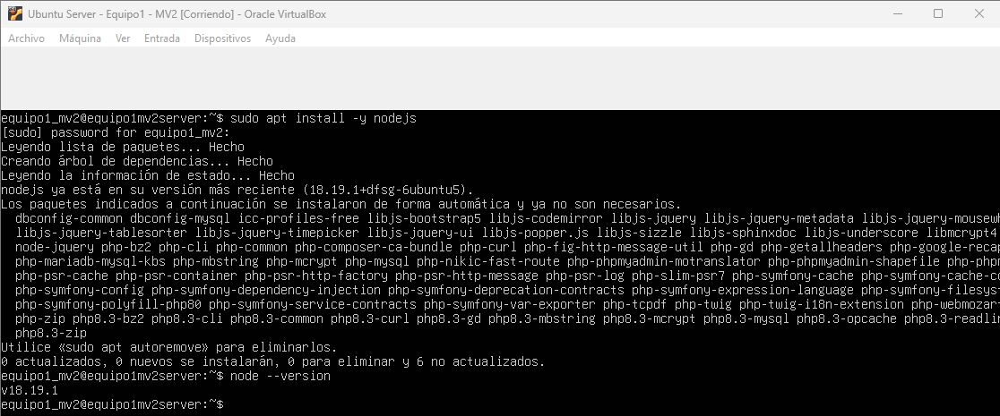 Ubuntu Server - Equipo1 - MV2 [Corriendo] - Oracle VirtualBox
Archivo Máquina Ver Entrada Dispositivos Ayuda
equipo1_mv2@equipo1mv2server:~$ sudo apt install -y nodejs
[sudo] password for equipo1_mv2:
Leyendo lista de paquetes... Hecho
Creando árbol de dependencias... Hecho
Leyendo la información de estado... Hecho
nodejs ya está en su versión más reciente (18.19.1+dfsg-6ubuntu5).
Los paquetes indicados a continuación se instalaron de forma automática y ya no son necesarios.
dbconfig-common dbconfig-mysql icc-profiles-free libjs-bootstrap5 libjs-codemirror libjs-jquery libjs-jquery-metadata libjs-jquery-mousewh
libjs-jquery-tablesorter libjs-jquery-timepicker libjs-jquery-ui libjs-popper.js libjs-sizzle libjs-sphinxdoc libjs-underscore libmcrypt4
node-jquery php-bz2 php-cli php-common php-composer-ca-bundle php-curl php-fig-http-message-util php-gd php-getallheaders php-google-recap
php-mariadb-mysql-kbs php-mbstring php-mcrypt php-mysql php-nikic-fast-route php-phpmyadmin-motranslator php-phpmyadmin-shapefile php-php
php-psr-cache php-psr-container php-psr-http-factory php-psr-http-message php-psr-log php-slim-psr7 php-symfony-cache php-symfony-cache-co
php-symfony-config php-symfony-dependency-injection php-symfony-deprecation-contracts php-symfony-expression-language php-symfony-filesys
php-symfony-polyfill-php80 php-symfony-service-contracts php-symfony-var-exporter php-tcpdf php-twig php-twig-i18n-extension php-webmozar
php-zip php8.3-bz2 php8.3-cli php8.3-common php8.3-curl php8.3-gd php8.3-mbstring php8.3-mcrypt php8.3-mysql php8.3-opcache php8.3-readlin
php8.3-zip
Utilice «sudo apt autoremove» para eliminarlos.
0 actualizados, 0 nuevos se instalarán, 0 para eliminar y 6 no actualizados.
equipo1_mv2@equipo1mv2server:~$ node --version
v18.19.1
equipo1_mv2@equipo1mv2server:~$